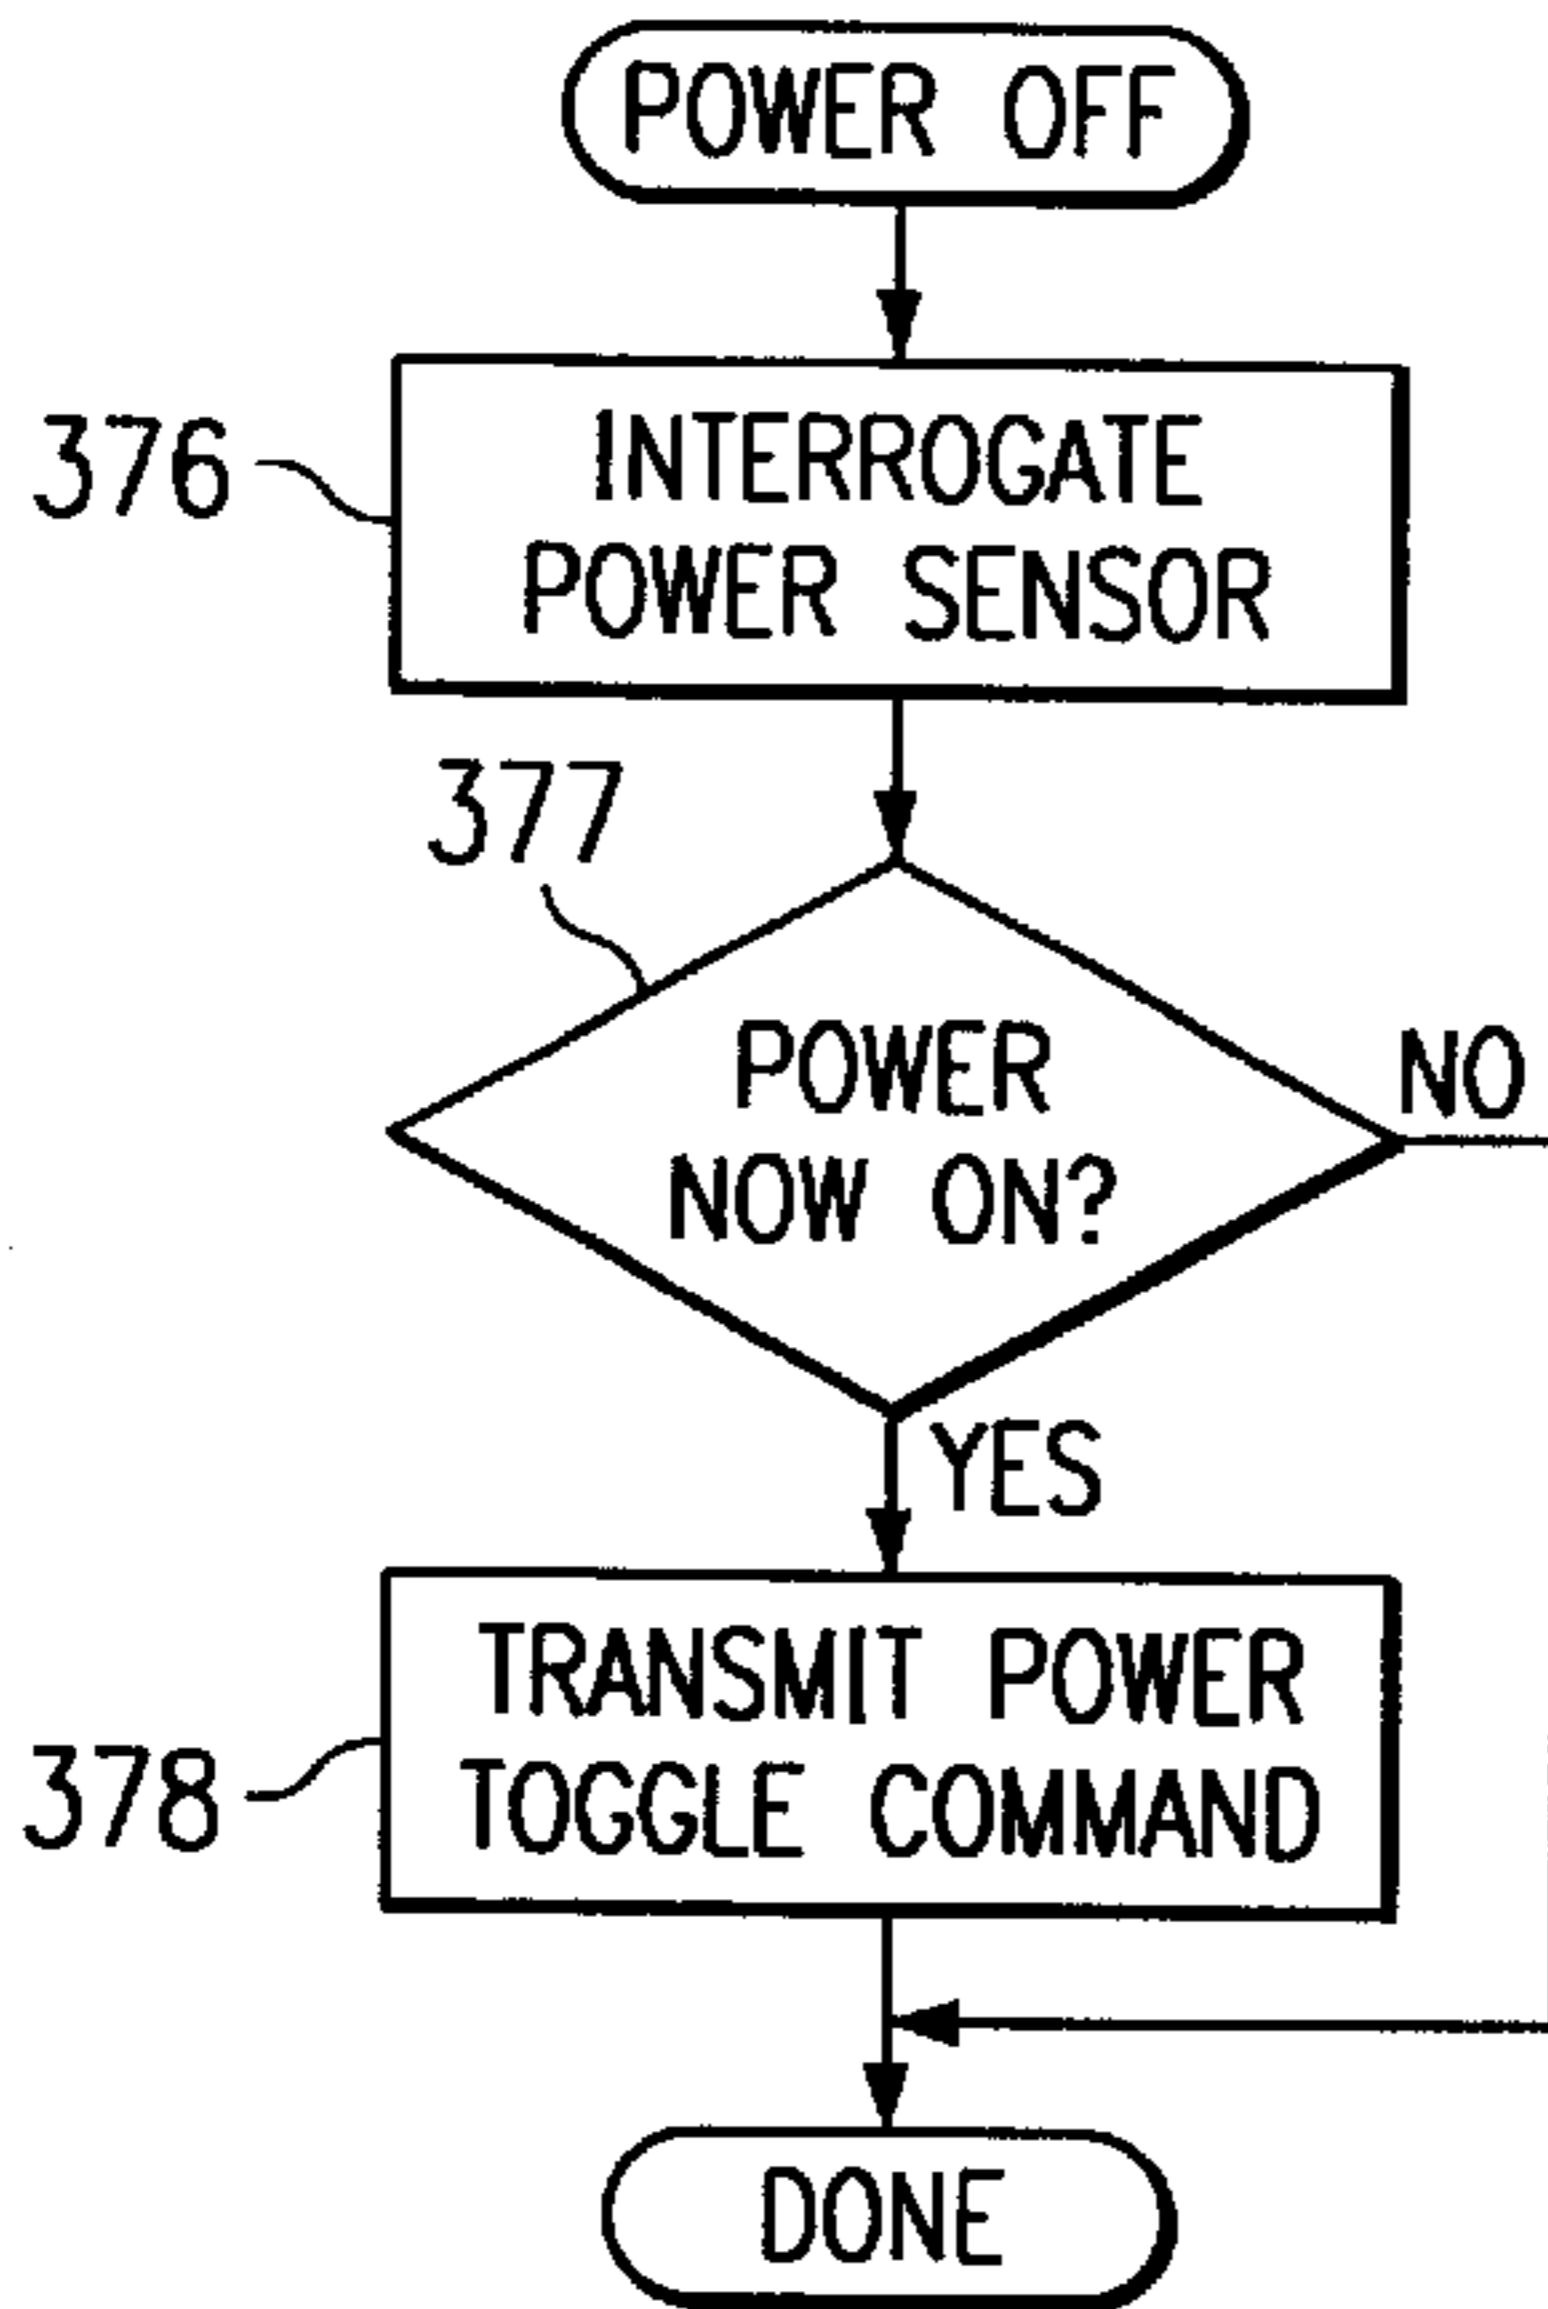 POWER OFF
376
INTERROGATE
POWER SENSOR
377
POWER
NOW ON?
NO
YES
378
TRANSMIT POWER
TOGGLE COMMAND
DONE